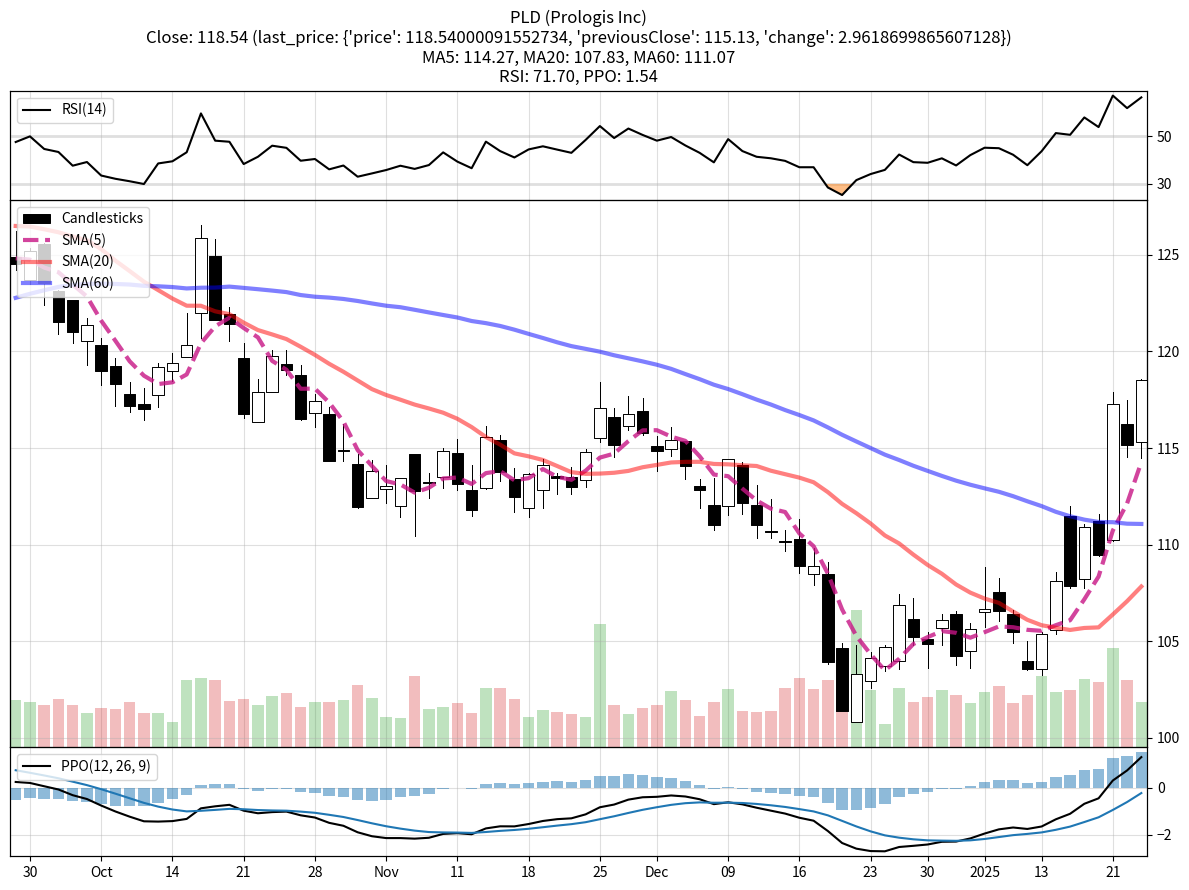 PLD (Prologis Inc)
Close: 118.54 (last_price: {'price': 118.54000091552734, 'previousClose': 115.13, 'change': 2.9618699865607128})
MA5: 114.27, MA20: 107.83, MA60: 111.07
RSI: 71.70, PPO: 1.54
RSI(14)
50
30
Candlesticks
SMA(5)
SMA(20)
SMA(60)
125
120
115
110
105
100
PPO(12, 26, 9)
0
−2
30 Oct 14 21 28 Nov 11 18 25 Dec 09 16 23 30 2025 13 21